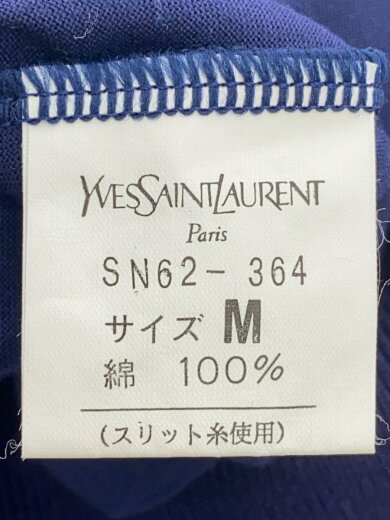 YVESSAINTLAURENT
Paris
SN62-364
サイズ M
綿 100%
(スリット糸使用)